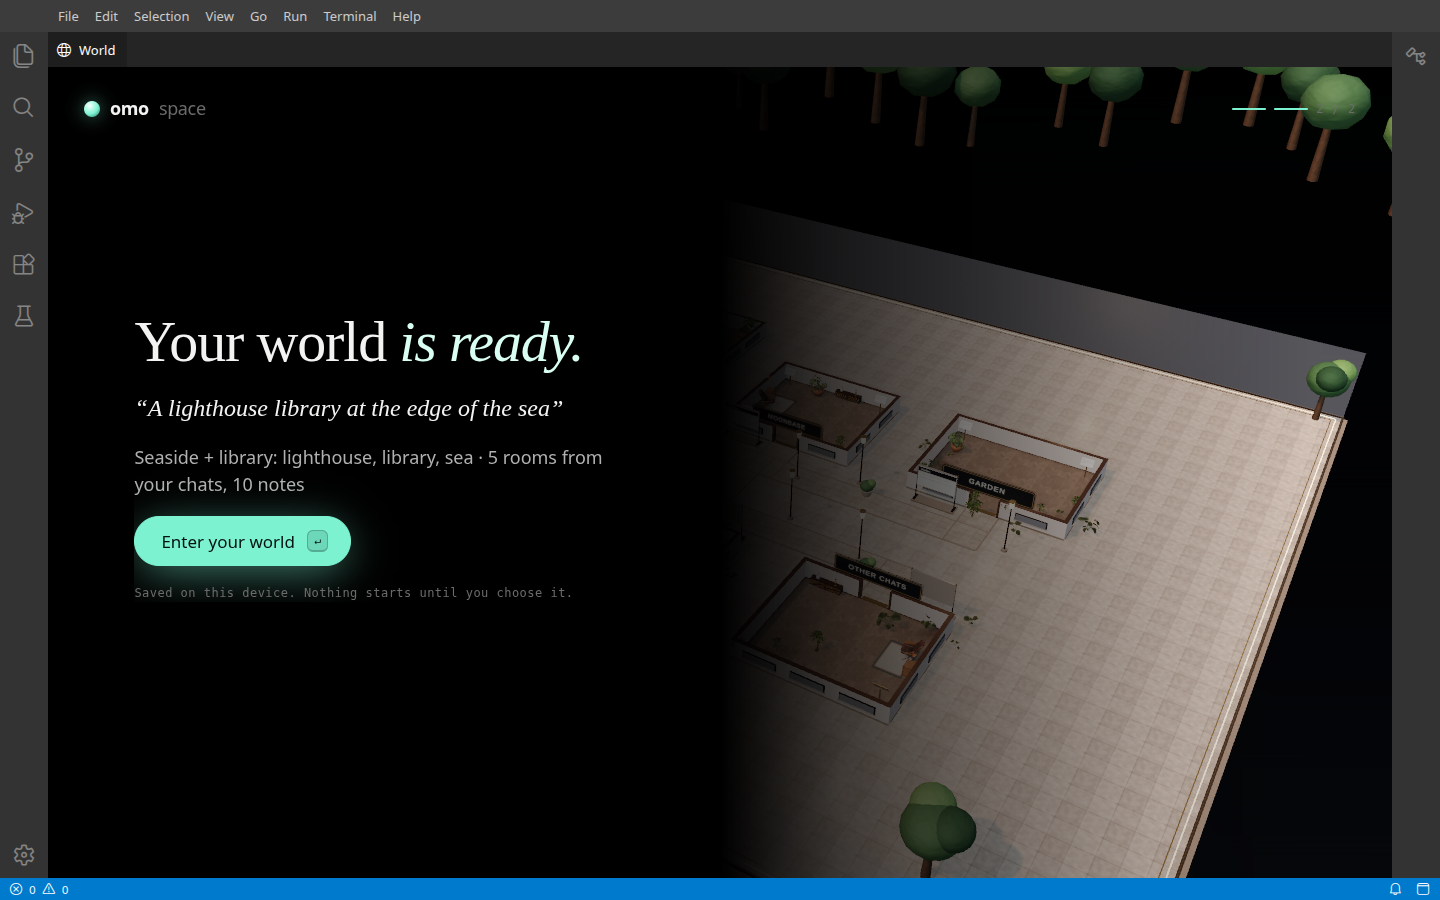 File Edit Selection View Go Run Terminal Help
World
omo space
2 / 2
Your world is ready.
“A lighthouse library at the edge of the sea”
Seaside + library: lighthouse, library, sea · 5 rooms from
your chats, 10 notes
Enter your world ↵
Saved on this device. Nothing starts until you choose it.
GARDEN
OTHER CHATS
0 0